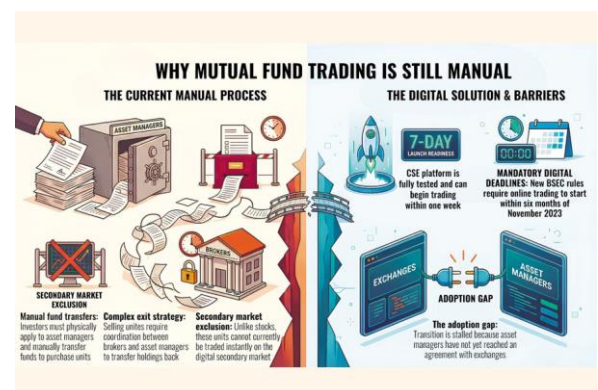 WHY MUTUAL FUND TRADING IS STILL MANUAL
THE CURRENT MANUAL PROCESS
ASSET MANAGERS
BROKERS
SECONDARY MARKET
EXCLUSION
Manual fund transfers:
Investors must physically
apply to asset managers
and manually transfer
funds to purchase units
Complex exit strategy:
Selling unites require
coordination between
brokers and asset managers
to transfer holdings back
Secondary market
exclusion: Unlike stocks,
these units cannot currently
be traded instantly on the
digital secondary market
THE DIGITAL SOLUTION & BARRIERS
7-DAY
LAUNCH READINESS
CSE platform is
fully tested and can
begin trading
within one week
00:00
MANDATORY DIGITAL
DEADLINES: New BSEC rules
require online trading to start
within six months of
November 2023
EXCHANGES
ASSET
MANAGERS
ADOPTION GAP
The adoption gap:
Transition is stalled because asset
managers have not yet reached an
agreement with exchanges